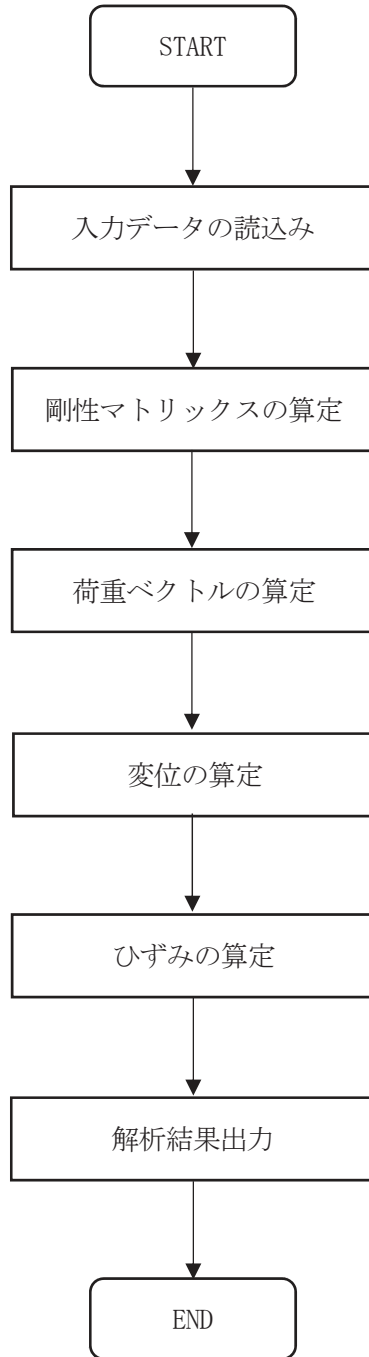 START
入力データの読込み
剛性マトリックスの算定
荷重ベクトルの算定
変位の算定
ひずみの算定
解析結果出力
END